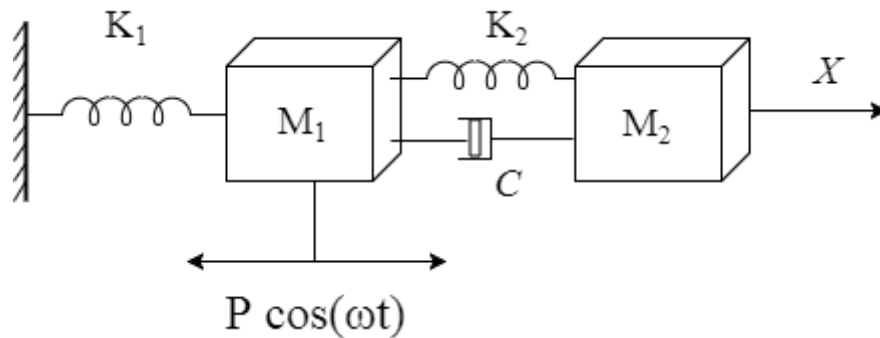 K₁
K₂
M₁
M₂
X
C
P cos(ωt)